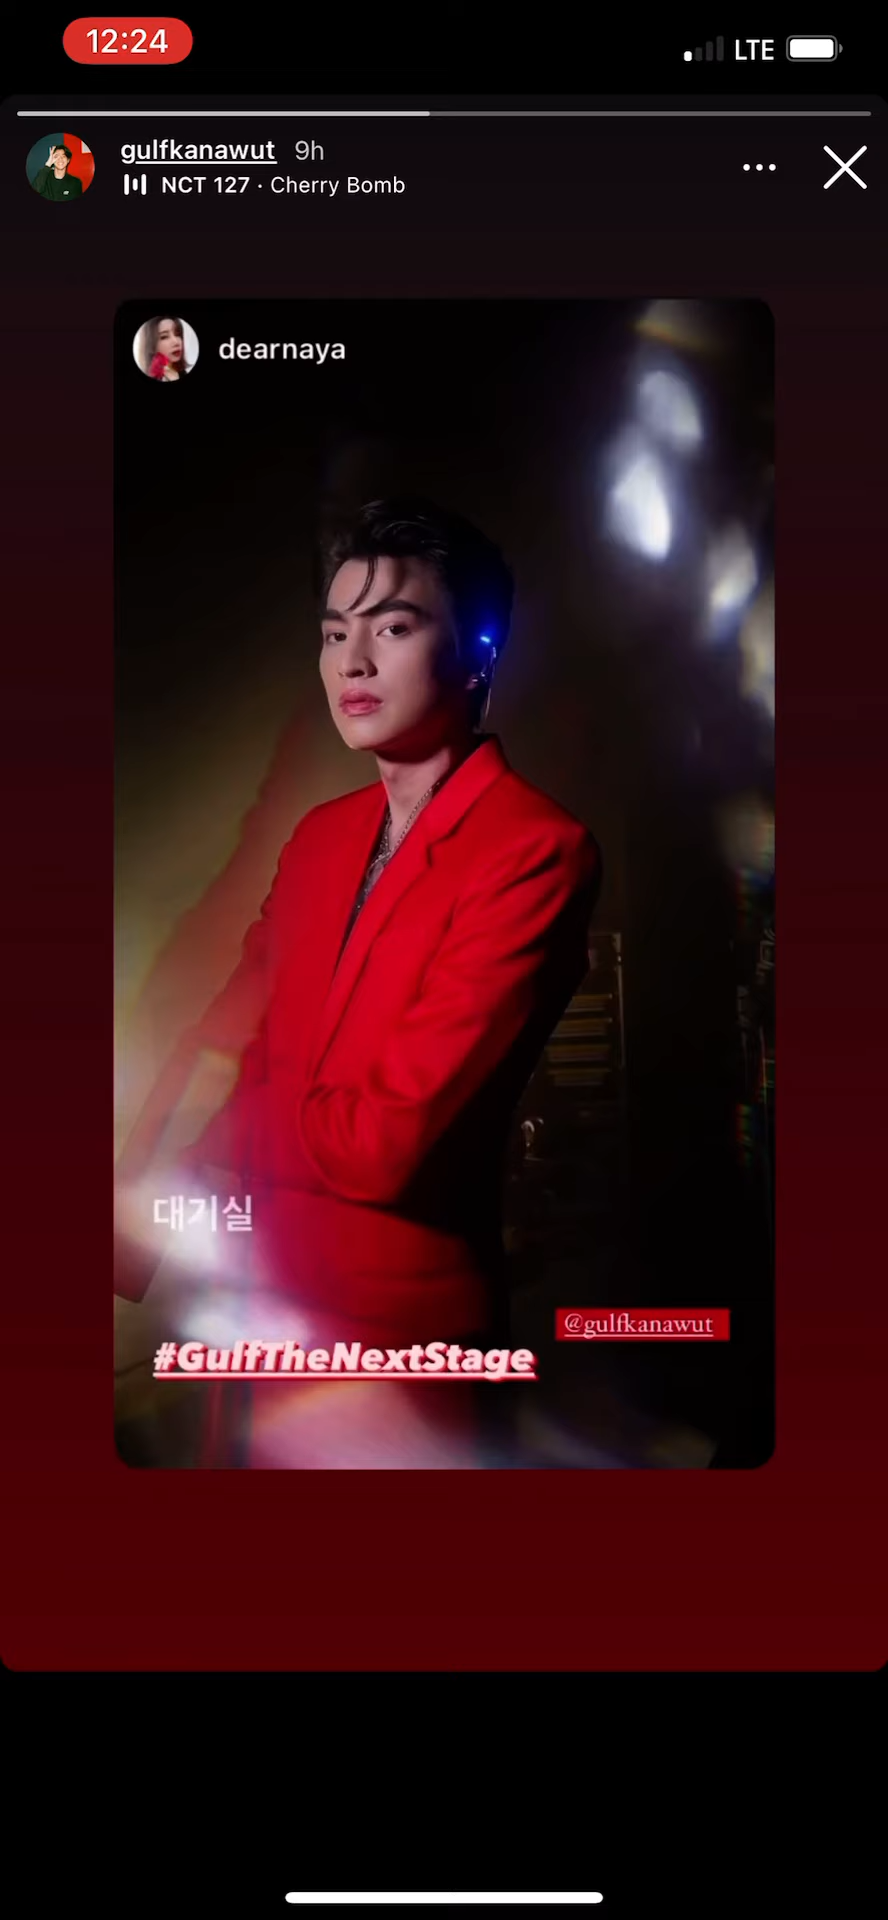 12:24
LTE
gulfkanawut 9h
NCT 127 · Cherry Bomb
dearnaya
대기실
@gulfkanawut
#GulfTheNextStage